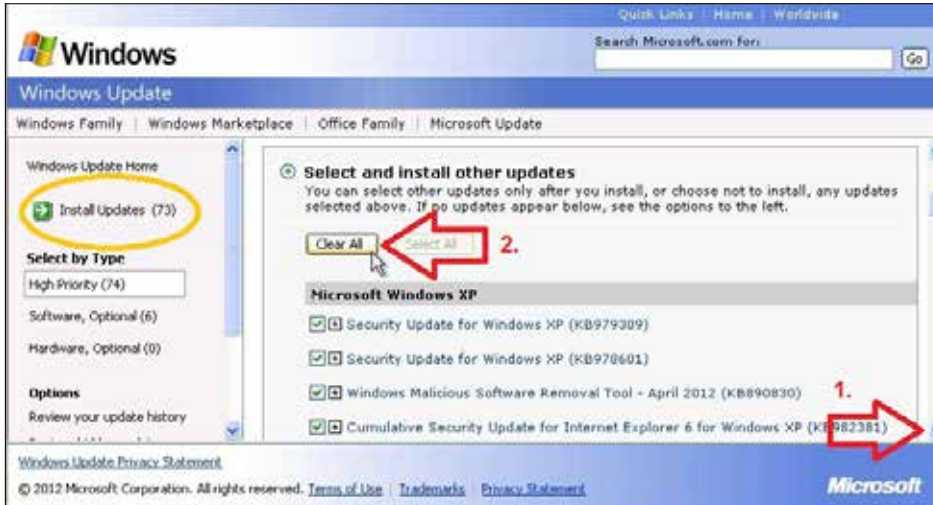 Quick Links | Home | Worldwide
Windows
Search Microsoft.com for:
Go
Windows Update
Windows Family | Windows Marketplace | Office Family | Microsoft Update
Windows Update Home
Install Updates (73)
Select by Type
High Priority (74)
Software, Optional (6)
Hardware, Optional (0)
Options
Review your update history
Select and install other updates
You can select other updates only after you install, or choose not to install, any updates
selected above. If no updates appear below, see the options to the left.
Clear All
Select All
2.
Microsoft Windows XP
Security Update for Windows XP (KB979309)
Security Update for Windows XP (KB978601)
Windows Malicious Software Removal Tool - April 2012 (KB890830)
1.
Cumulative Security Update for Internet Explorer 6 for Windows XP (KB982381)
Windows Update Privacy Statement
© 2012 Microsoft Corporation. All rights reserved. Terms of Use | Trademarks | Privacy Statement
Microsoft